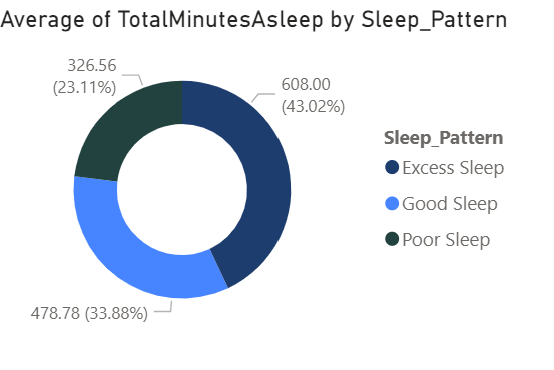 Average of TotalMinutesAsleep by Sleep_Pattern
326.56
(23.11%)
608.00
(43.02%)
Sleep_Pattern
Excess Sleep
Good Sleep
Poor Sleep
478.78 (33.88%)